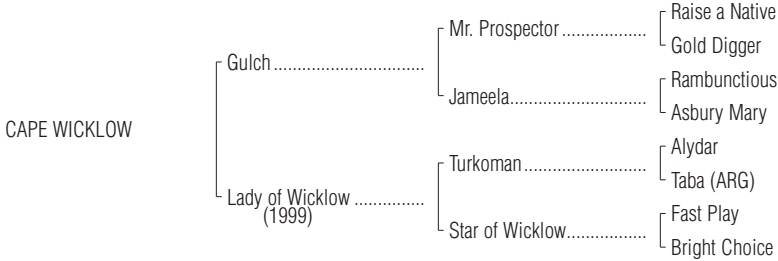 Raise a Native
Mr. Prospector ..................
Gold Digger
Gulch ................................
Rambunctious
Jameela.............................
Asbury Mary
CAPE WICKLOW
Alydar
Turkoman ..........................
Taba (ARG)
Lady of Wicklow ...............
(1999)
Fast Play
Star of Wicklow.................
Bright Choice